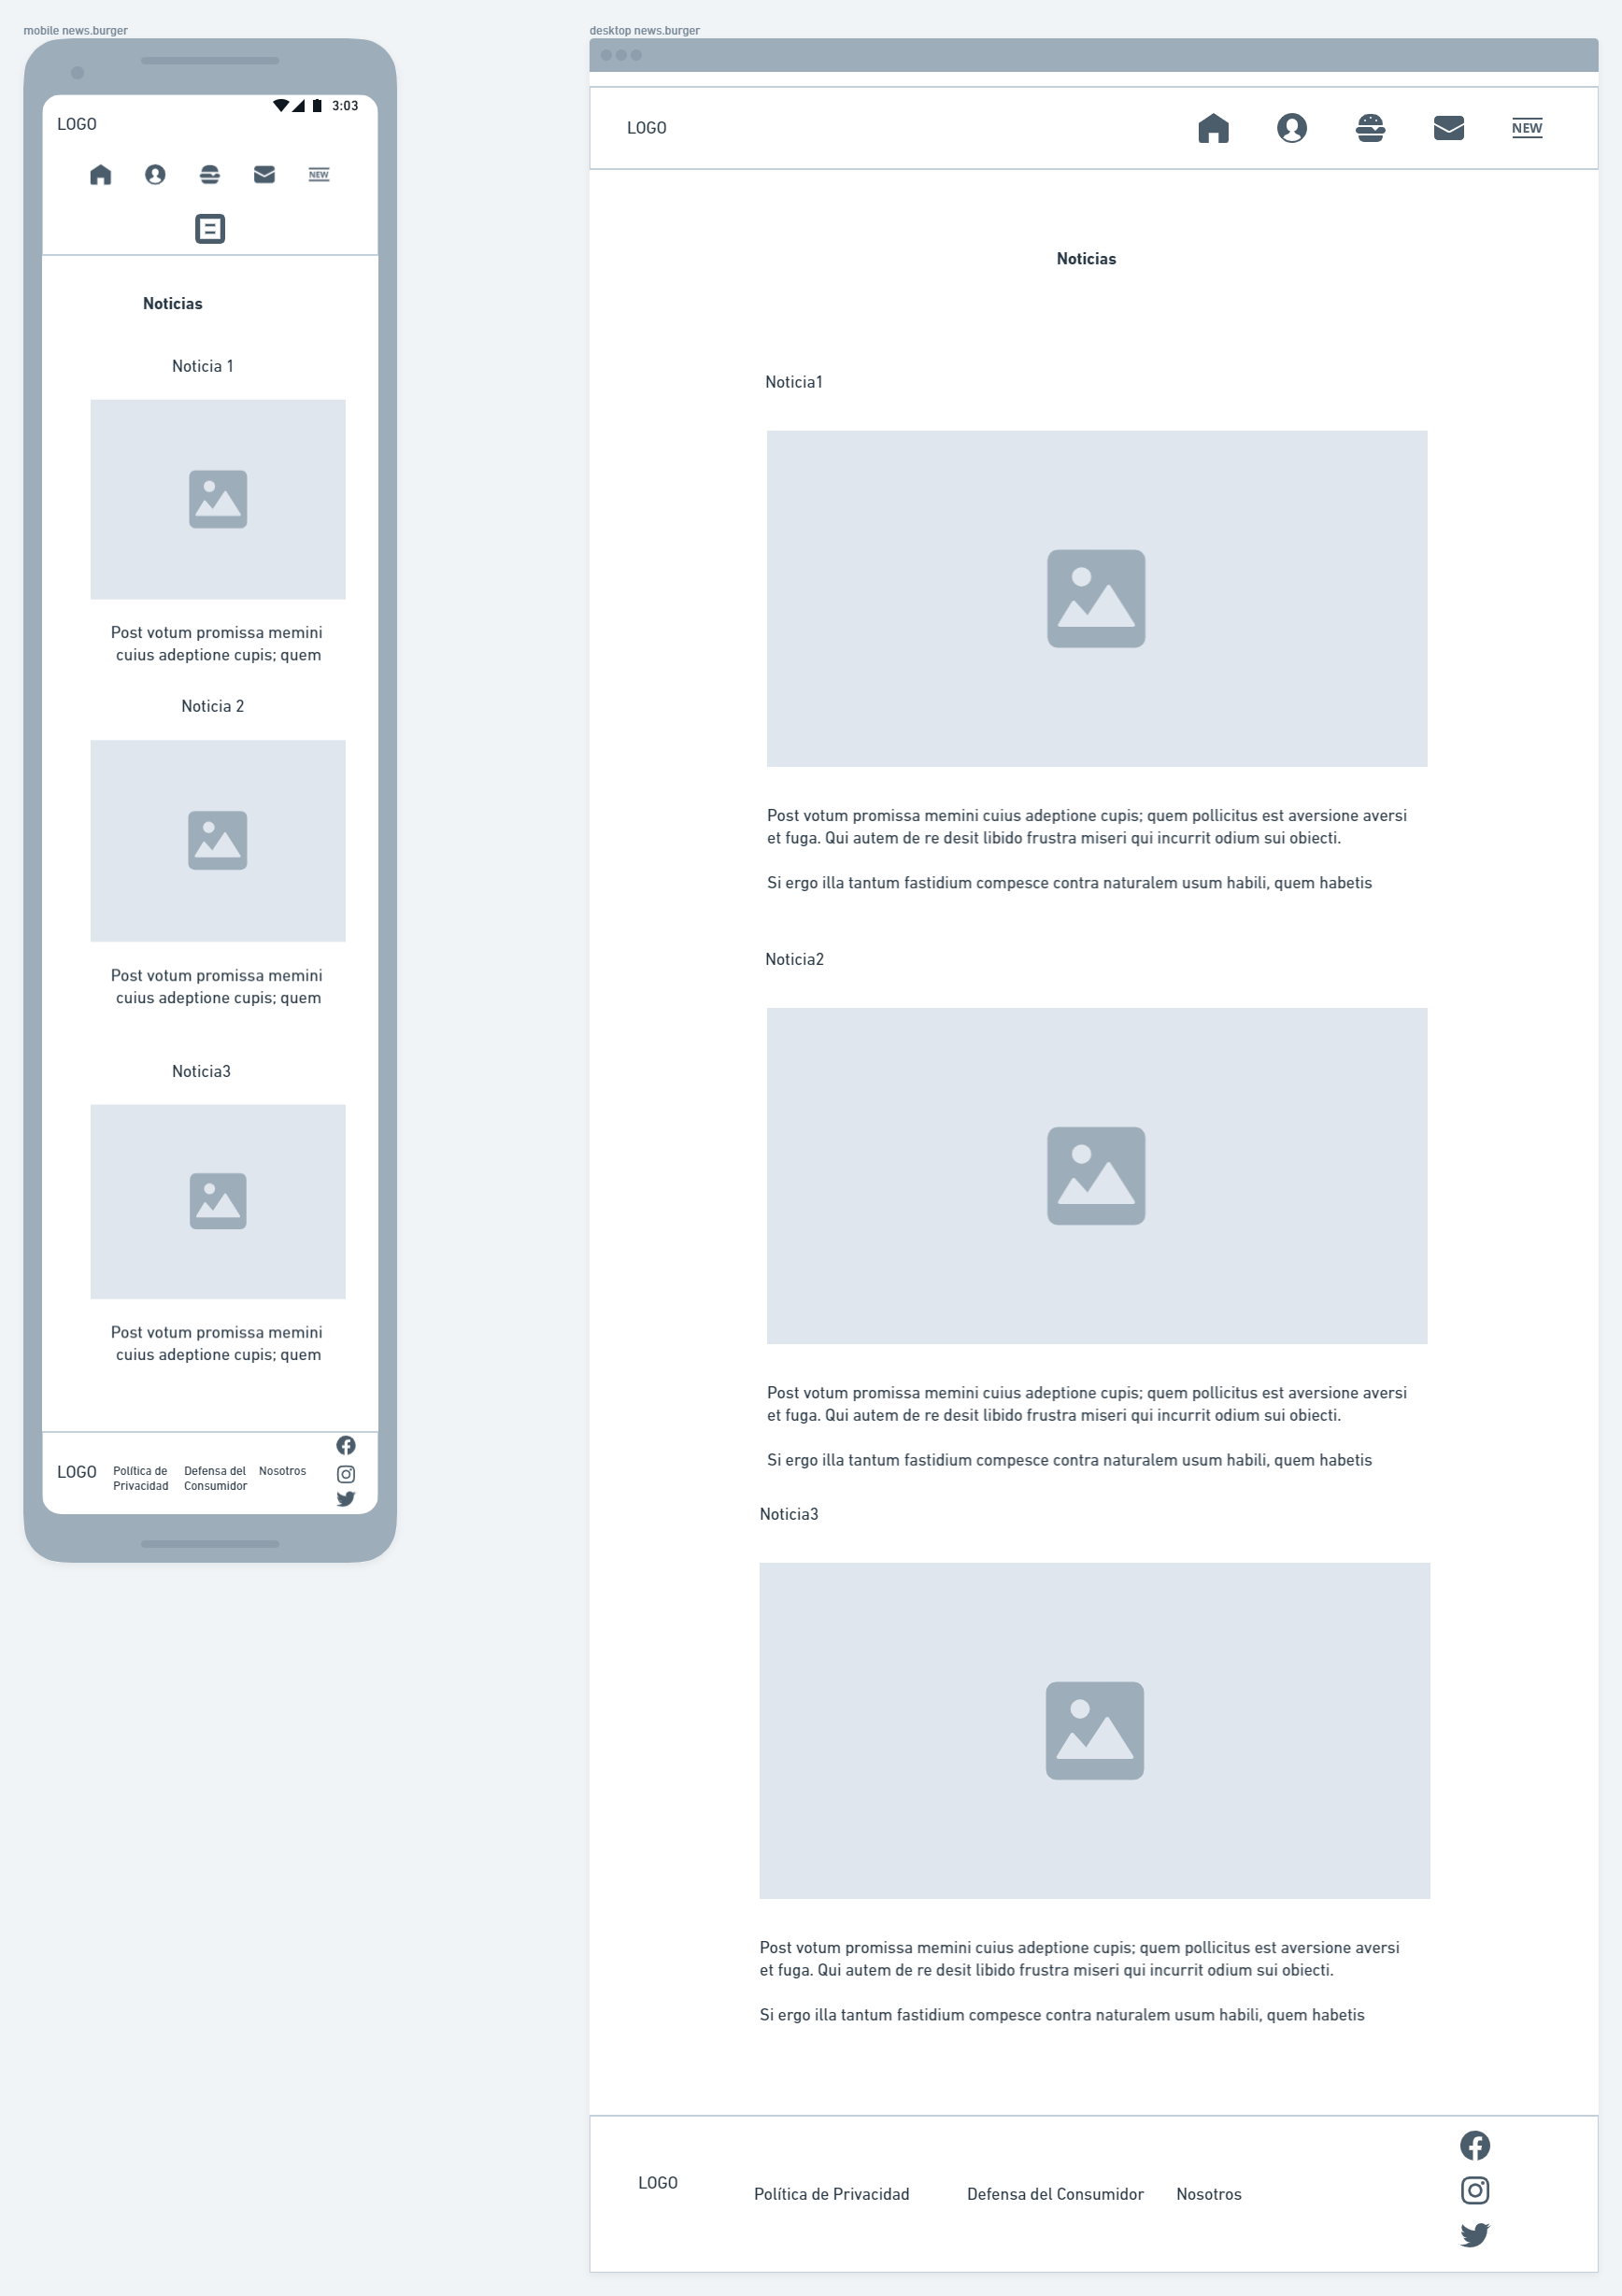 mobile news.burger
3:03
LOGO
NEW
Noticias
Noticia 1
Post votum promissa memini
cuius adeptione cupis; quem
Noticia 2
Post votum promissa memini
cuius adeptione cupis; quem
Noticia3
Post votum promissa memini
cuius adeptione cupis; quem
LOGO
Política de
Privacidad
Defensa del
Consumidor
Nosotros
desktop news.burger
LOGO
NEW
Noticias
Noticia1
Post votum promissa memini cuius adeptione cupis; quem pollicitus est aversione aversi
et fuga. Qui autem de re desit libido frustra miseri qui incurrit odium sui obiecti.
Si ergo illa tantum fastidium compesce contra naturalem usum habili, quem habetis
Noticia2
Post votum promissa memini cuius adeptione cupis; quem pollicitus est aversione aversi
et fuga. Qui autem de re desit libido frustra miseri qui incurrit odium sui obiecti.
Si ergo illa tantum fastidium compesce contra naturalem usum habili, quem habetis
Noticia3
Post votum promissa memini cuius adeptione cupis; quem pollicitus est aversione aversi
et fuga. Qui autem de re desit libido frustra miseri qui incurrit odium sui obiecti.
Si ergo illa tantum fastidium compesce contra naturalem usum habili, quem habetis
LOGO
Política de Privacidad
Defensa del Consumidor
Nosotros